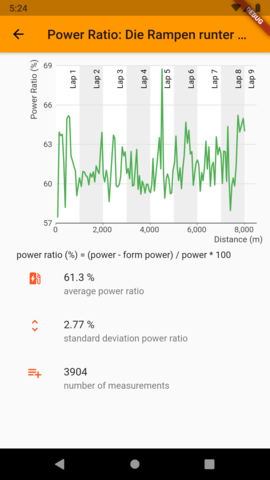 5:24
DEBUG
Power Ratio: Die Rampen runter ...
Power Ratio (%)
69
66
63
60
57
Lap 1
Lap 2
Lap 3
Lap 4
Lap 5
Lap 6
Lap 7
Lap 8
Lap 9
0
2,000
4,000
6,000
8,000
Distance (m)
power ratio (%) = (power - form power) / power * 100
61.3 %
average power ratio
2.77 %
standard deviation power ratio
3904
number of measurements